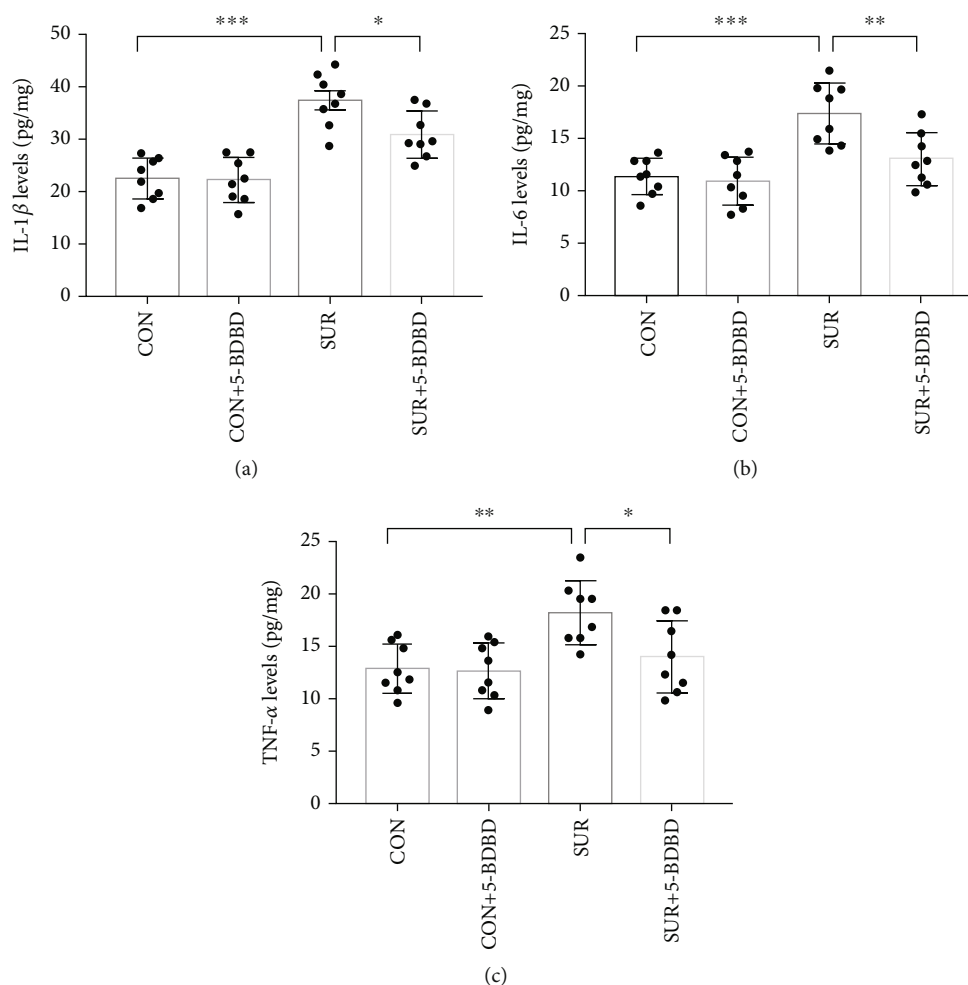 *** *
50
40
30
20
10
0
IL-1β levels (pg/mg)
CON
CON+5-BDBD
SUR
SUR+5-BDBD
(a)
*** **
25
20
15
10
5
0
IL-6 levels (pg/mg)
CON
CON+5-BDBD
SUR
SUR+5-BDBD
(b)
** *
25
20
15
10
5
0
TNF-α levels (pg/mg)
CON
CON+5-BDBD
SUR
SUR+5-BDBD
(c)